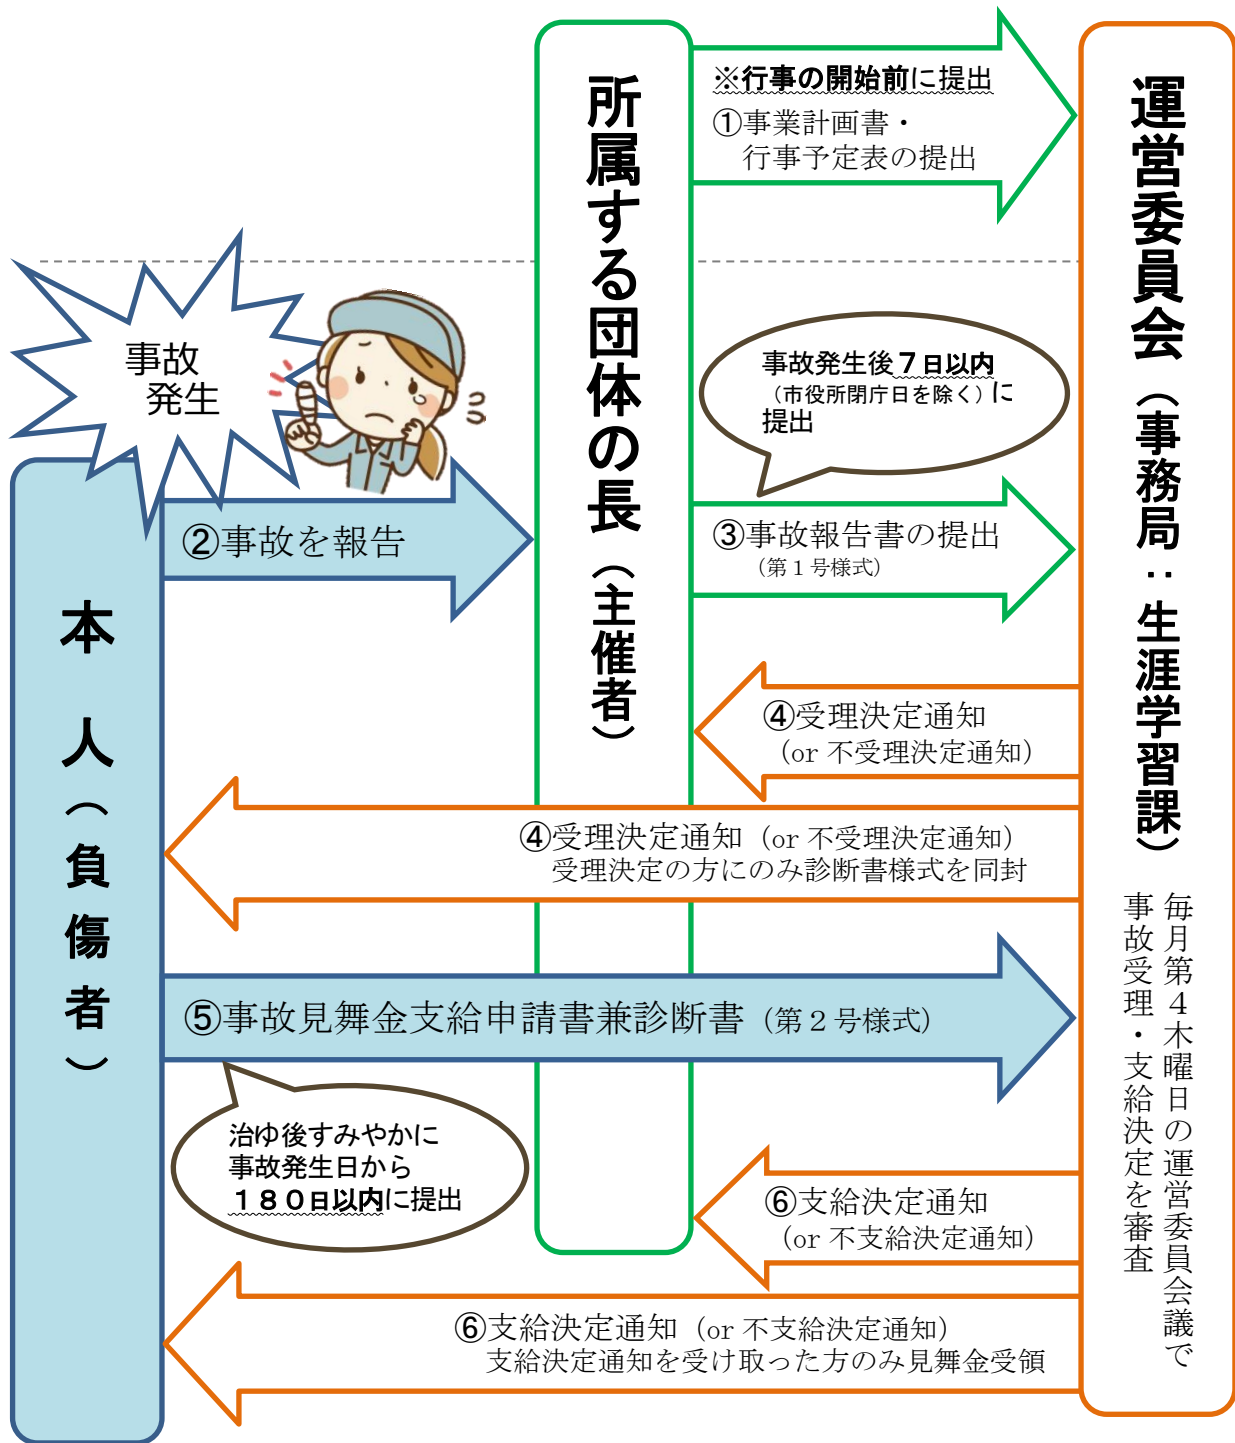 ※行事の開始前に提出
①事業計画書・
行事予定表の提出
所属する団体の長（主催者）
運営委員会（事務局：生涯学習課）
毎月第４木曜日の運営委員会議で
事故受理・支給決定を審査
事故
発生
事故発生後７日以内
（市役所閉庁日を除く）に
提出
本人（負傷者）
②事故を報告
③事故報告書の提出
（第１号様式）
④受理決定通知
（or 不受理決定通知）
④受理決定通知（or 不受理決定通知）
受理決定の方にのみ診断書様式を同封
⑤事故見舞金支給申請書兼診断書（第２号様式）
治ゆ後すみやかに
事故発生日から
１８０日以内に提出
⑥支給決定通知
（or 不支給決定通知）
⑥支給決定通知（or 不支給決定通知）
支給決定通知を受け取った方のみ見舞金受領